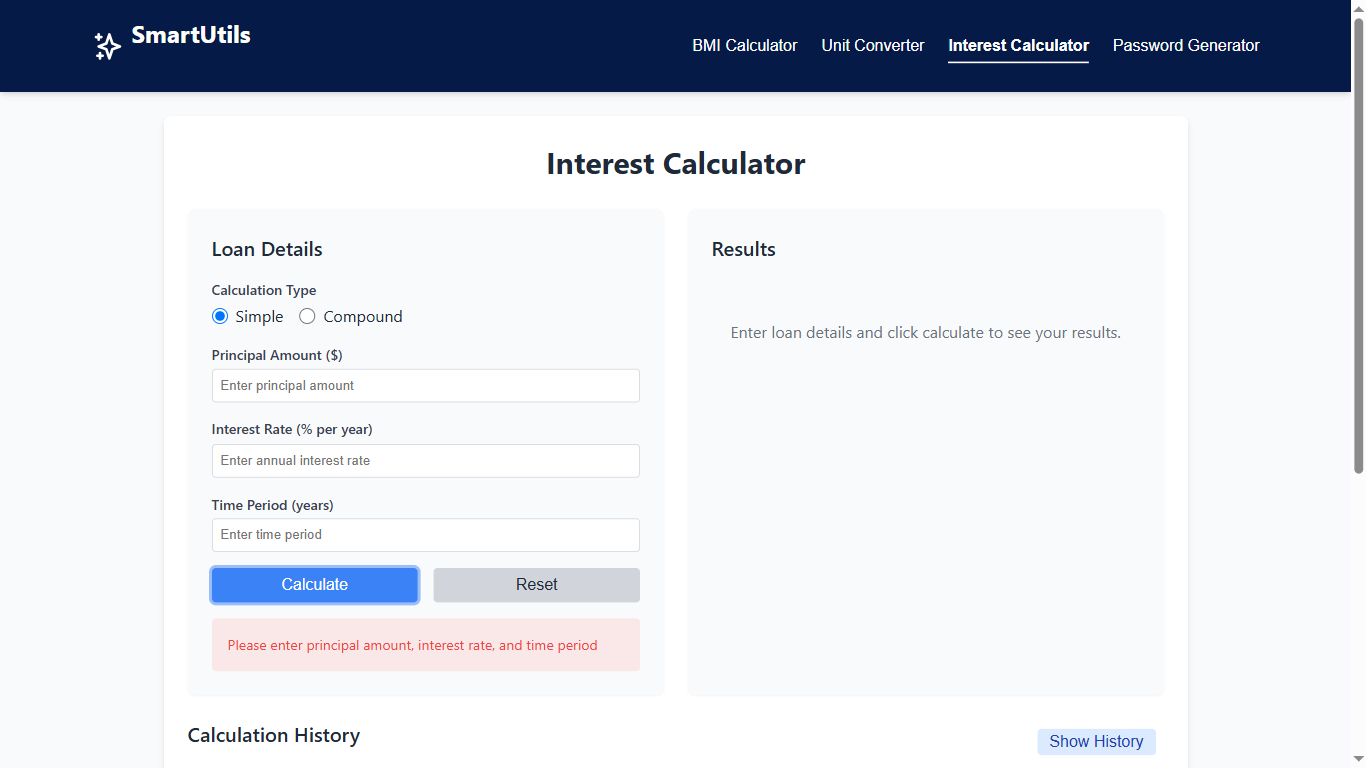 SmartUtils
BMI Calculator Unit Converter Interest Calculator Password Generator
Interest Calculator
Loan Details
Calculation Type
Simple Compound
Principal Amount ($)
Enter principal amount
Interest Rate (% per year)
Enter annual interest rate
Time Period (years)
Enter time period
Calculate Reset
Please enter principal amount, interest rate, and time period
Results
Enter loan details and click calculate to see your results.
Calculation History
Show History